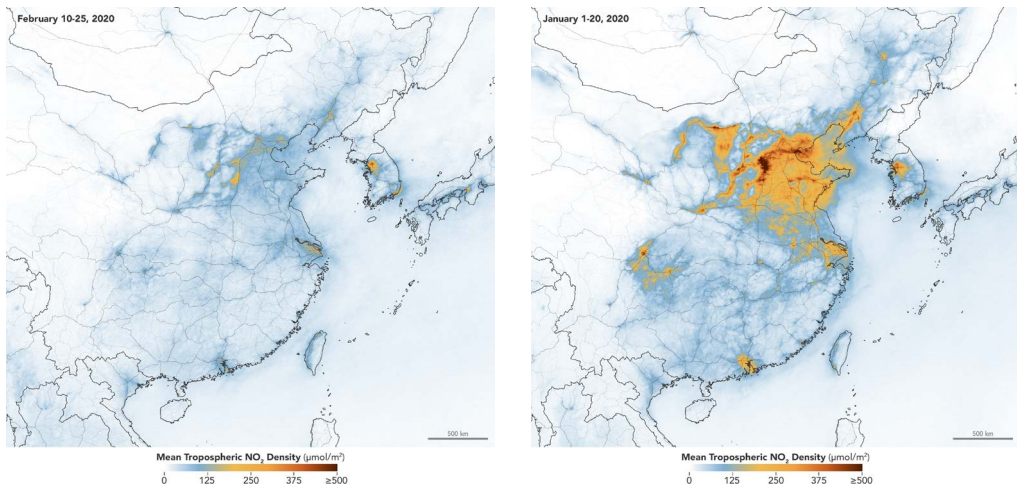 February 10-25, 2020
500 km
Mean Tropospheric NO₂ Density (μmol/m²)
0 125 250 375 ≥500
January 1-20, 2020
500 km
Mean Tropospheric NO₂ Density (μmol/m²)
0 125 250 375 ≥500